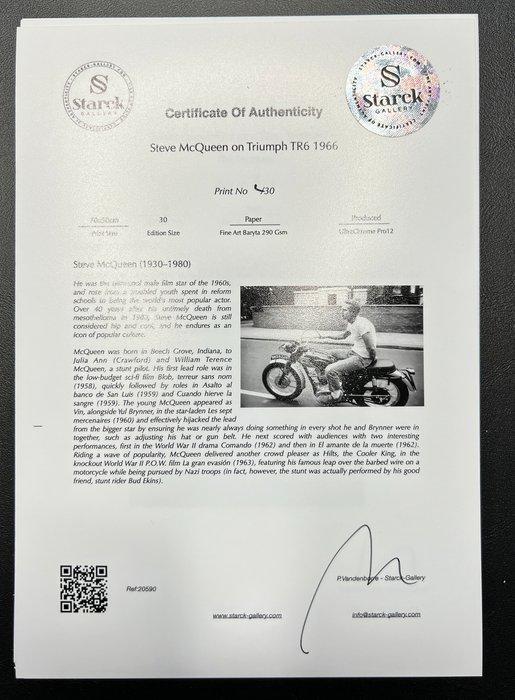 STARCK-GALLERY.COM
S
Starck
GALLERY
S
Starck
GALLERY
CERTIFICATE OF AUTHENTICITY
Certificate Of Authenticity
Steve McQueen on Triumph TR6 1966
Print No /30
70x50cm
Print Size
30
Edition Size
Paper
Fine Art Baryta 290 Gsm
Produced
UltraChrome Pro12
Steve McQueen (1930–1980)
He was the male film star of the 1960s,
and rose from a troubled youth spent in reform
schools to being the world's most popular actor.
Over 40 years after his untimely death from
mesothelioma in 1980, Steve McQueen is still
considered hip and cool, and he endures as an
icon of popular culture.
McQueen was born in Beech Grove, Indiana, to
Julia Ann (Crawford) and William Terence
McQueen, a stunt pilot. His first lead role was in
the low-budget sci-fi film Blob, terreur sans nom
(1958), quickly followed by roles in Asalto al
banco de San Luis (1959) and Cuando hierve la
sangre (1959). The young McQueen appeared as
Vin, alongside Yul Brynner, in the star-laden Les sept
mercenaires (1960) and effectively hijacked the lead
from the bigger star by ensuring he was nearly always doing something in every shot he and Brynner were in
together, such as adjusting his hat or gun belt. He next scored with audiences with two interesting
performances, first in the World War II drama Comando (1962) and then in El amante de la muerte (1962).
Riding a wave of popularity, McQueen delivered another crowd pleaser as Hilts, the Cooler King, in the
knockout World War II P.O.W. film La gran evasión (1963), featuring his famous leap over the barbed wire on a
motorcycle while being pursued by Nazi troops (in fact, however, the stunt was actually performed by his good
friend, stunt rider Bud Ekins).
P.Vandenbogre - Starck-Gallery
Ref:20590
www.starck-gallery.com
info@starck-gallery.com